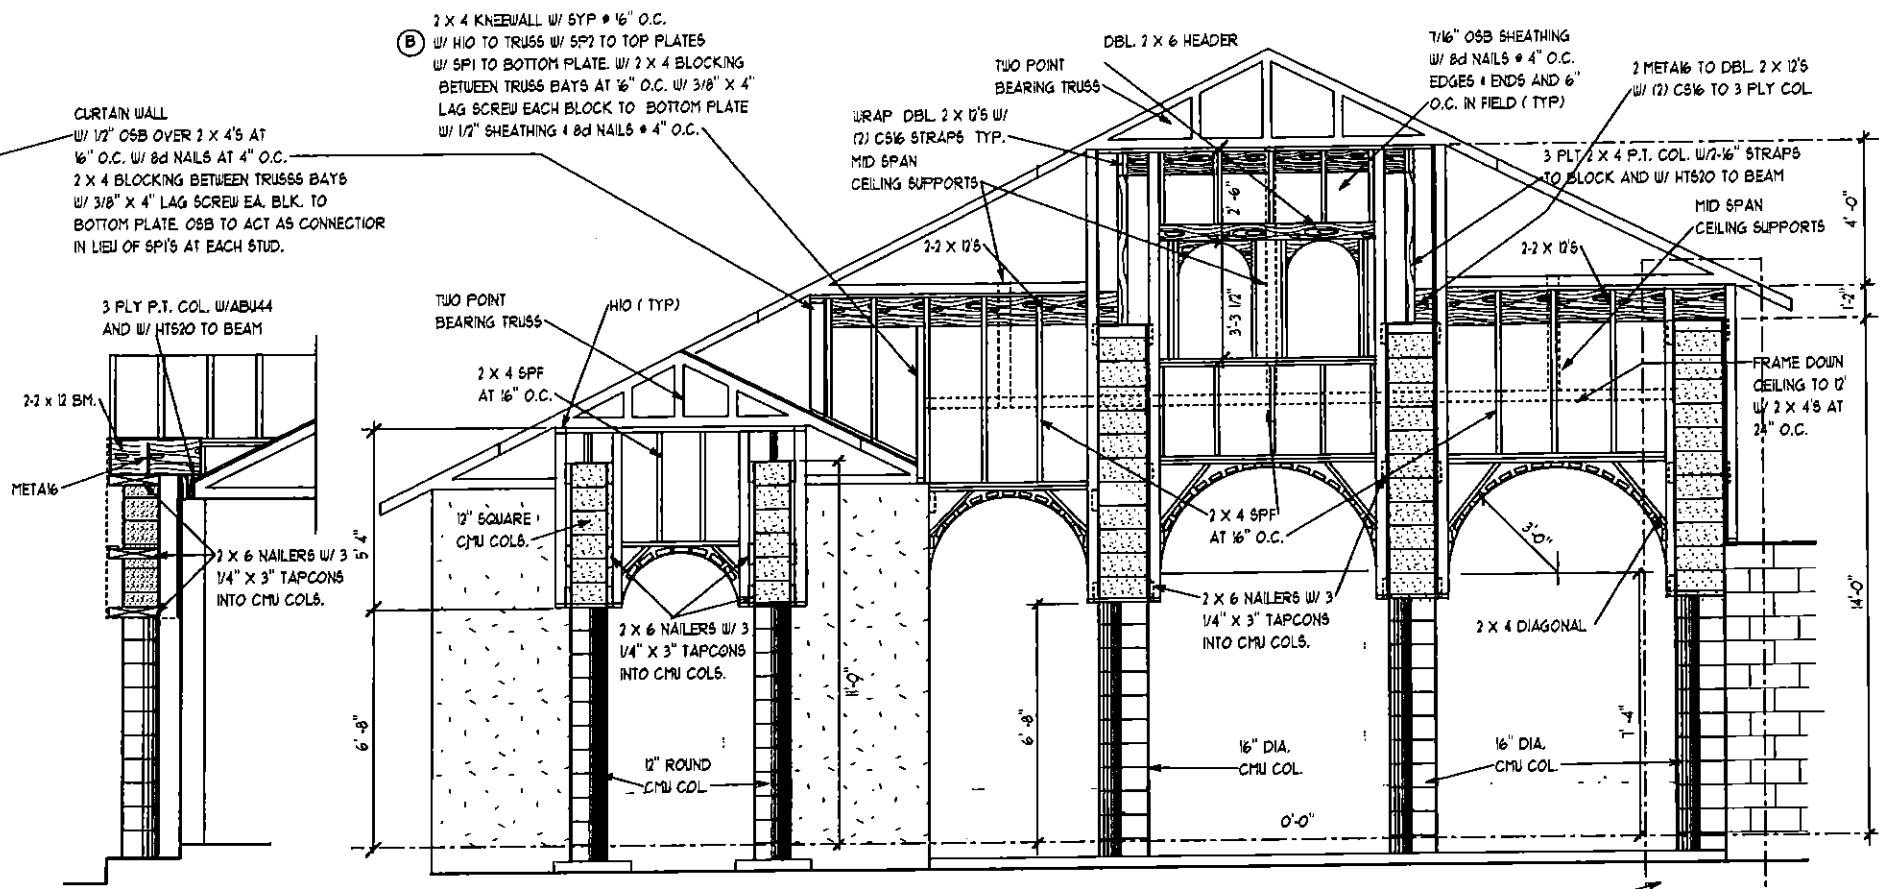 2 X 4 KNEEWALL W/ SYP @ 16" O.C.
B
W/ H10 TO TRUSS W/ SP2 TO TOP PLATES
W/ SP1 TO BOTTOM PLATE. W/ 2 X 4 BLOCKING
BETWEEN TRUSS BAYS AT 16" O.C. W/ 3/8" X 4"
LAG SCREW EACH BLOCK TO BOTTOM PLATE
W/ 1/2" SHEATHING & 8d NAILS @ 4" O.C.
CURTAIN WALL
W/ 1/2" OSB OVER 2 X 4'S AT
16" O.C. W/ 8d NAILS AT 4" O.C.
2 X 4 BLOCKING BETWEEN TRUSSS BAYS
W/ 3/8" X 4" LAG SCREW EA. BLK. TO
BOTTOM PLATE. OSB TO ACT AS CONNECTIOR
IN LIEU OF SP1'S AT EACH STUD.
DBL. 2 X 6 HEADER
TWO POINT
BEARING TRUSS
7/16" OSB SHEATHING
W/ 8d NAILS @ 4" O.C.
EDGES & ENDS AND 6"
O.C. IN FIELD ( TYP)
2 META16 TO DBL. 2 X 12'S
W/ (2) CS16 TO 3 PLY COL.
WRAP DBL. 2 X 12'S W/
(2) CS16 STRAPS TYP.
MID SPAN
CEILING SUPPORTS
3 PLT 2 X 4 P.T. COL. W/2-16" STRAPS
TO BLOCK AND W/ HTS20 TO BEAM
MID SPAN
CEILING SUPPORTS
2'-6"
4'-0"
2-2 X 12'S
2-2 X 12'S
3 PLY P.T. COL. W/ABU44
AND W/ HTS20 TO BEAM
TWO POINT
BEARING TRUSS
H10 ( TYP)
3'-3 1/2"
1'-2"
2 X 4 SPF
AT 16" O.C.
FRAME DOWN
CEILING TO 12'
W/ 2 X 4'S AT
24" O.C.
2-2 x 12 BM.
META16
12" SQUARE
CMU COLS.
5'4"
2 X 4 SPF
AT 16" O.C.
3'-0"
2 X 6 NAILERS W/ 3
1/4" X 3" TAPCONS
INTO CMU COLS.
2 X 6 NAILERS W/ 3
1/4" X 3" TAPCONS
INTO CMU COLS.
2 X 6 NAILERS W/ 3
1/4" X 3" TAPCONS
INTO CMU COLS.
2 X 4 DIAGONAL
14'-0"
11'-0"
6'-8"
6'-8"
12" ROUND
CMU COL.
16" DIA.
CMU COL.
16" DIA.
CMU COL.
0'-0"